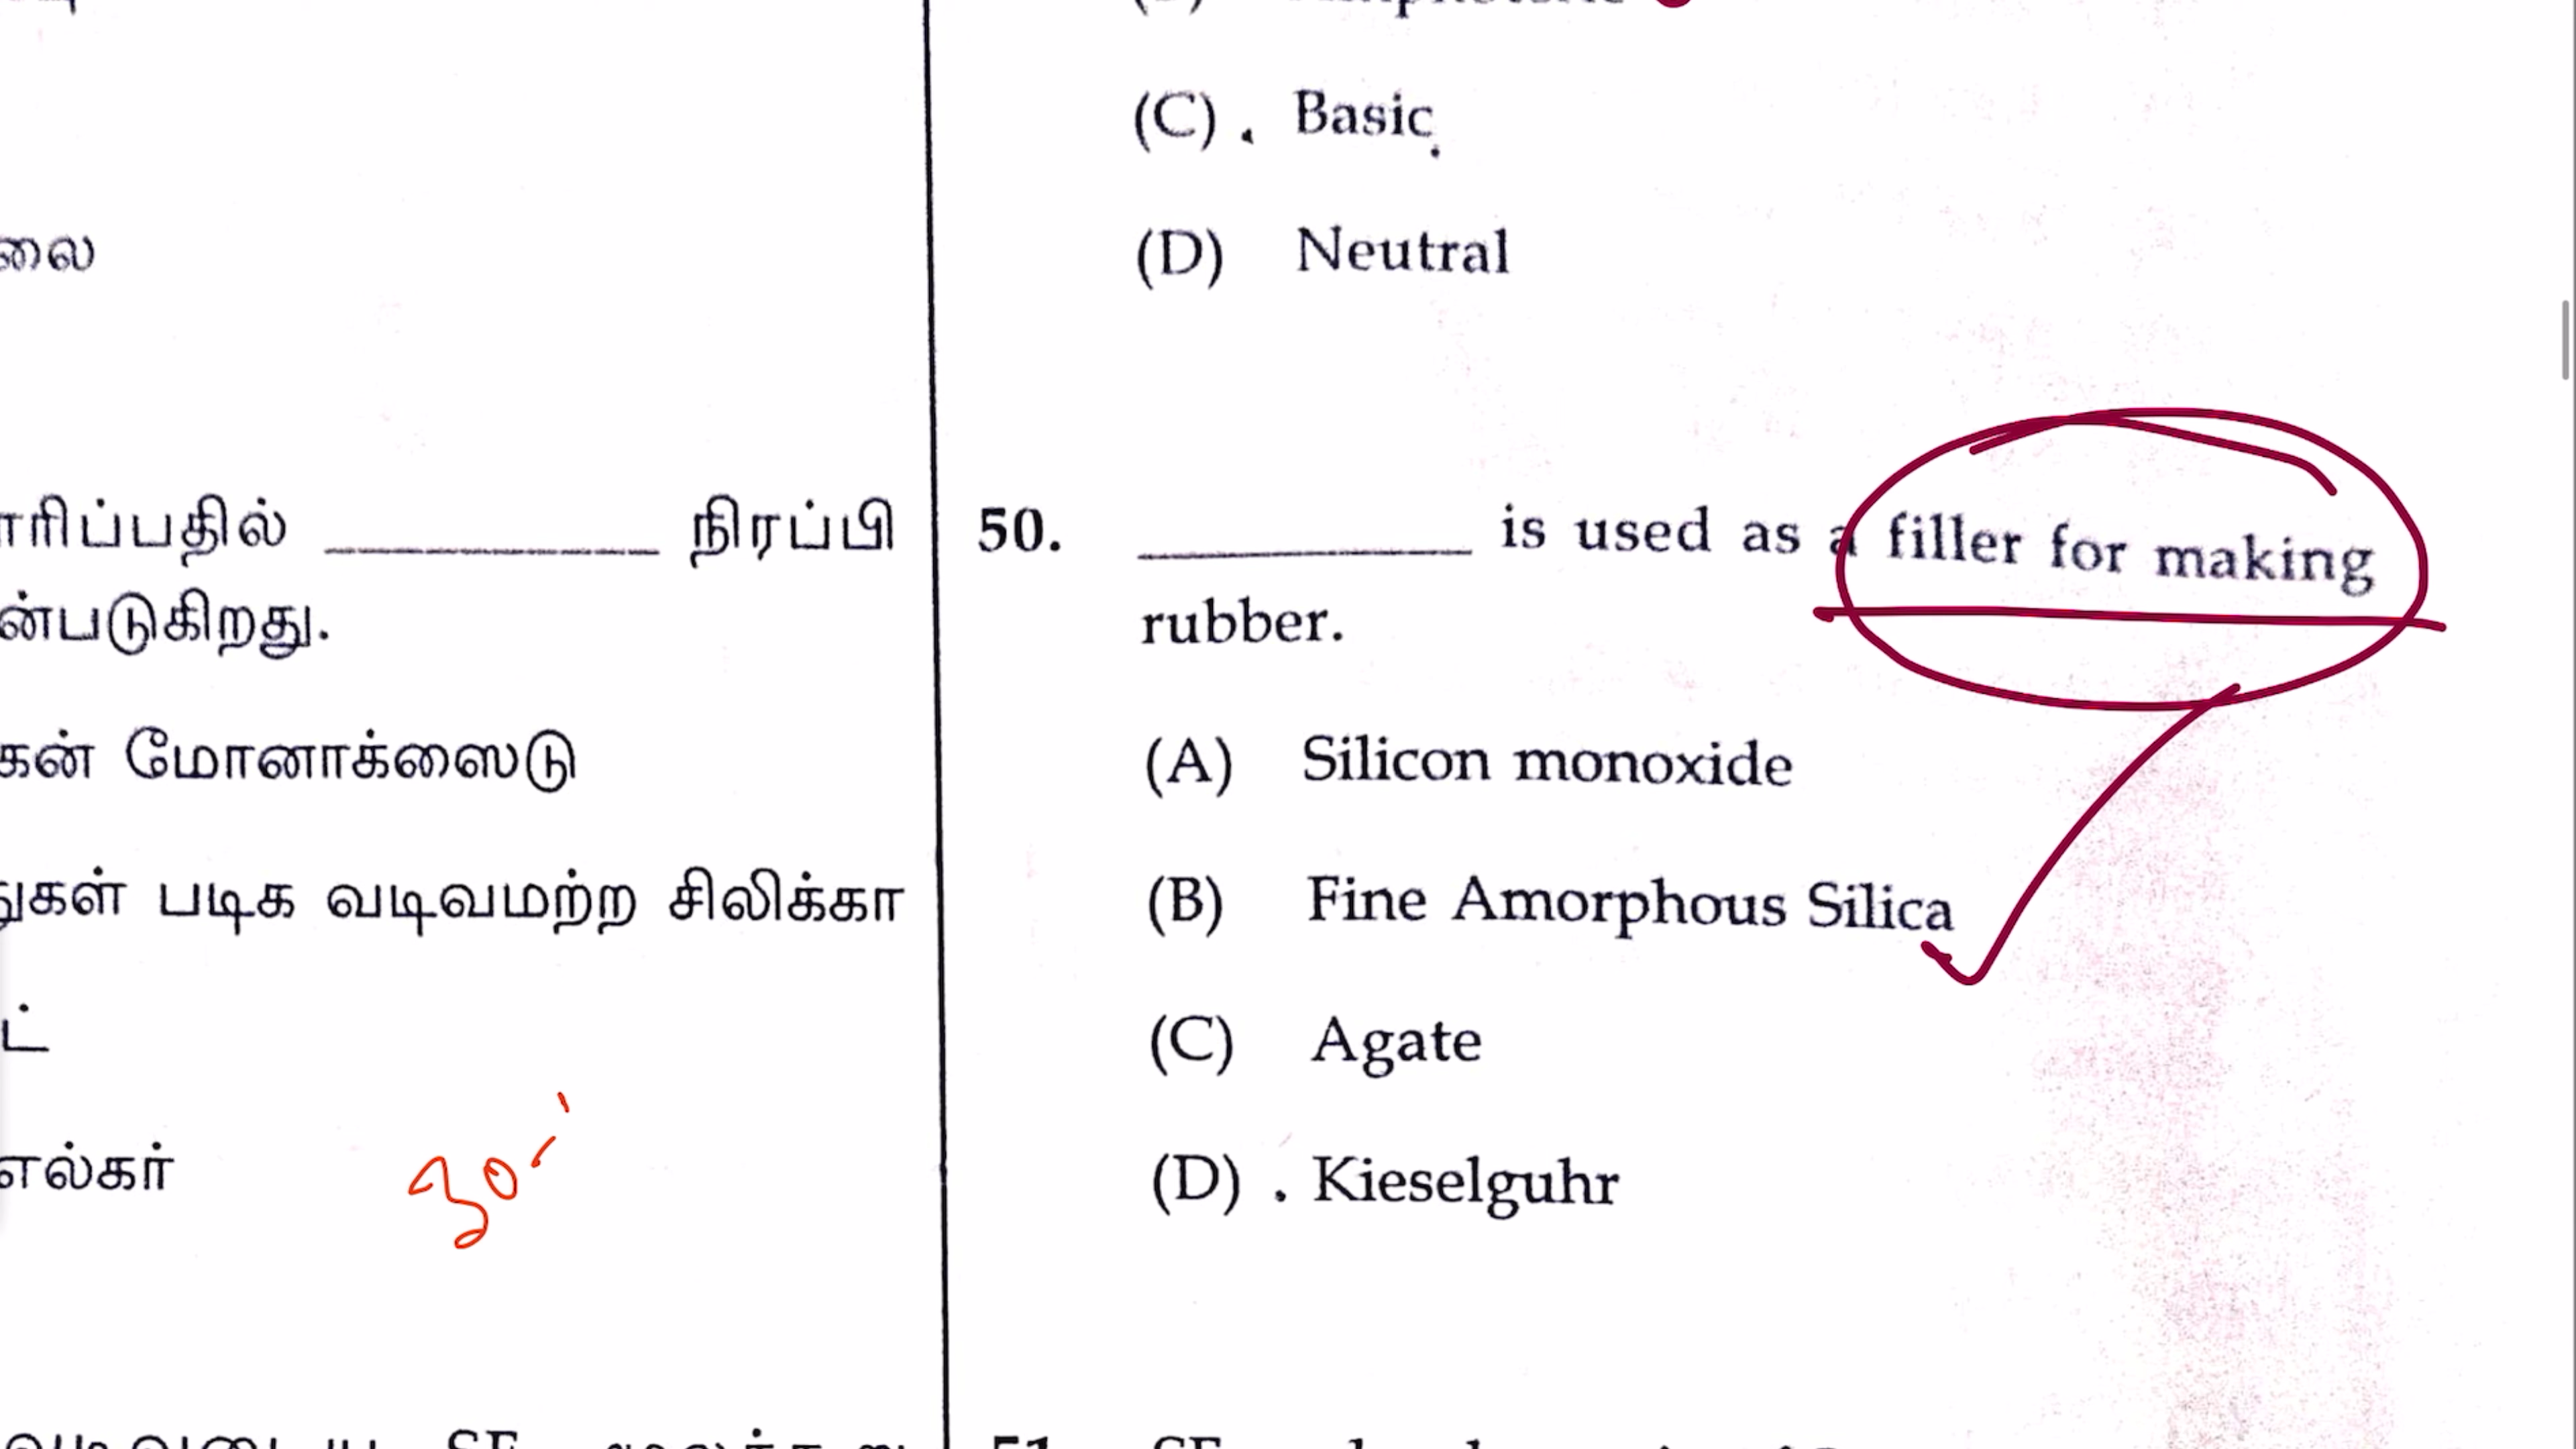 (C) . Basic
லை
(D) Neutral
ரிப்பதில் ____________ நிரப்பி
ன்படுகிறது.
கன் மோனாக்ஸைடு
துகள் படிக வடிவமற்ற சிலிக்கா
ட்
எல்கர்
50. ____________ is used as a filler for making
rubber.
(A) Silicon monoxide
(B) Fine Amorphous Silica
(C) Agate
(D) . Kieselguhr